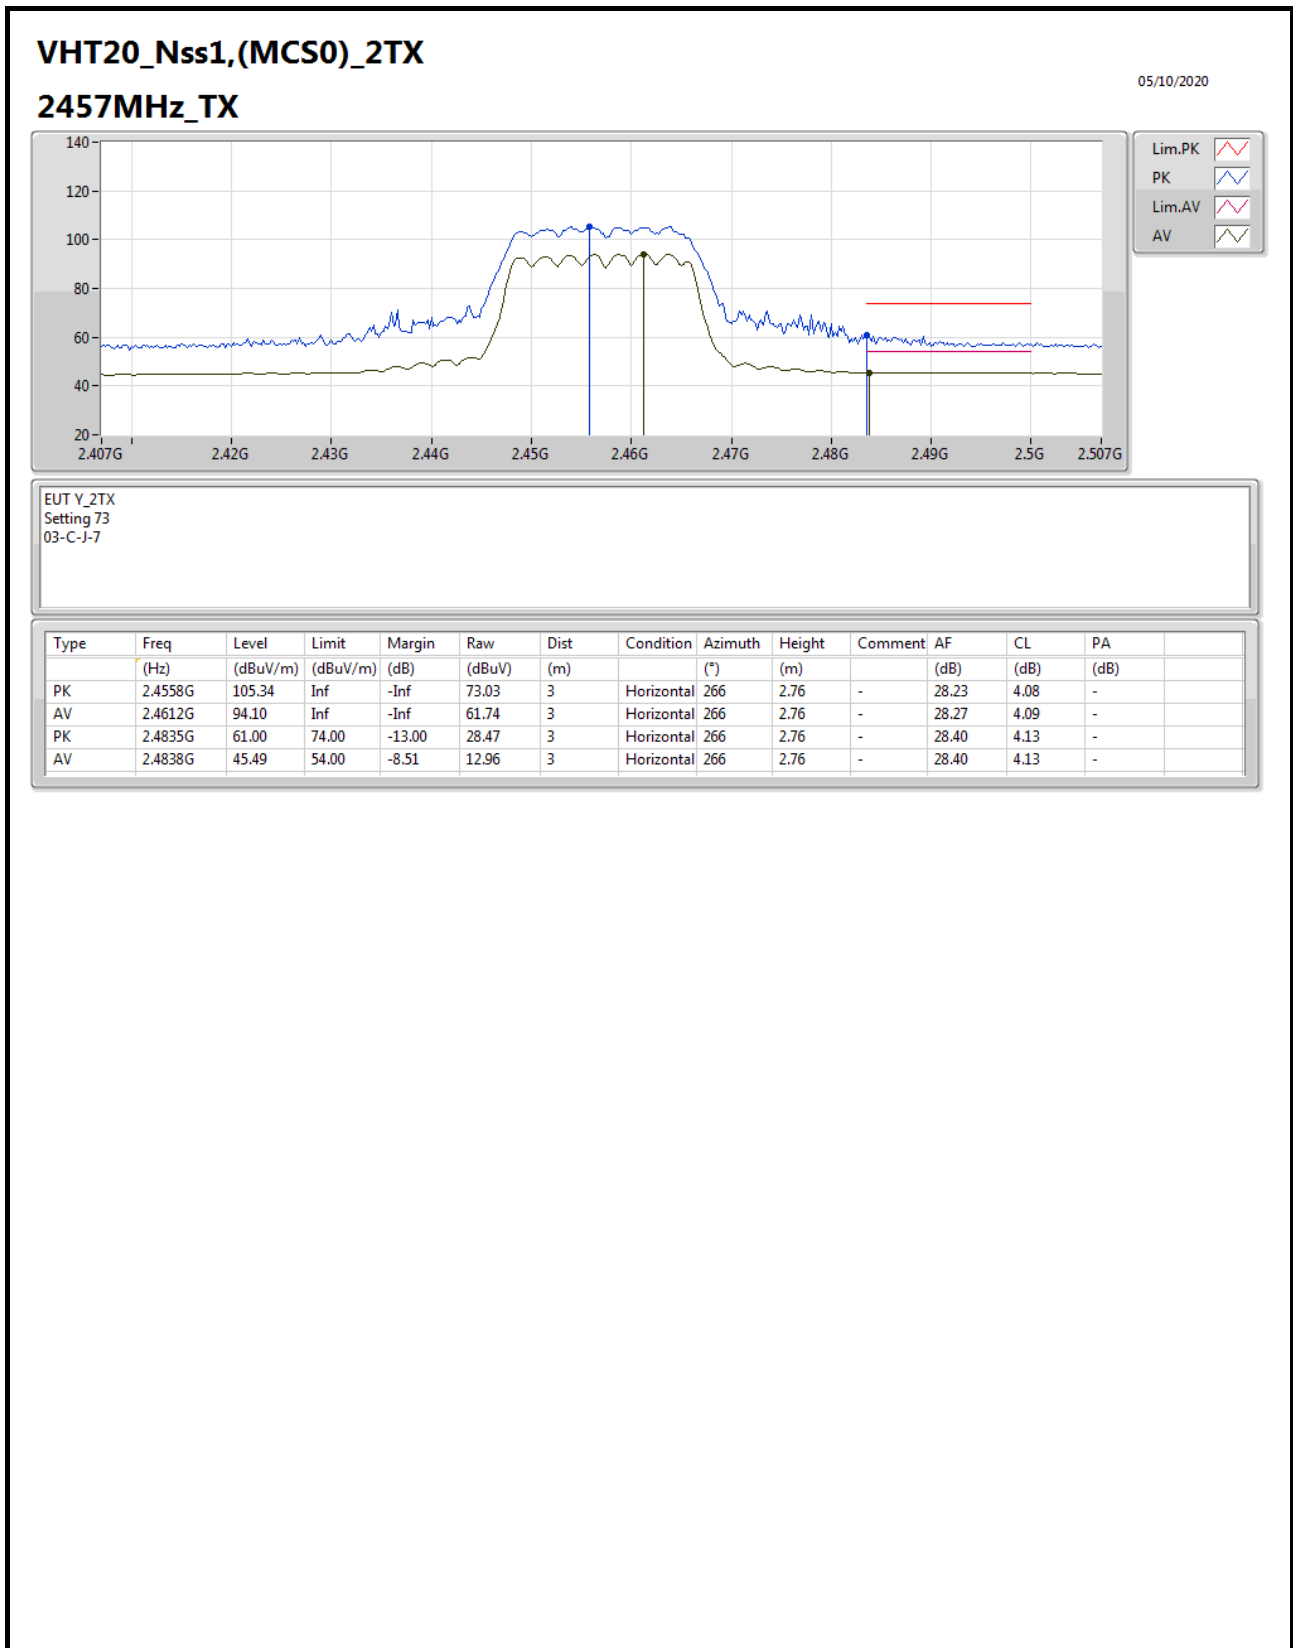 VHT20_Nss1,(MCS0)_2TX
05/10/2020
2457MHz_TX
140
120
100
80
60
40
20
2.407G 2.42G 2.43G 2.44G 2.45G 2.46G 2.47G 2.48G 2.49G 2.5G 2.507G
Lim.PK
PK
Lim.AV
AV
EUT Y_2TX
Setting 73
03-C-J-7
Type Freq Level Limit Margin Raw Dist Condition Azimuth Height Comment AF CL PA
(Hz) (dBuV/m) (dBuV/m) (dB) (dBuV) (m) (°) (m) (dB) (dB) (dB)
PK 2.4558G 105.34 Inf -Inf 73.03 3 Horizontal 266 2.76 - 28.23 4.08 -
AV 2.4612G 94.10 Inf -Inf 61.74 3 Horizontal 266 2.76 - 28.27 4.09 -
PK 2.4835G 61.00 74.00 -13.00 28.47 3 Horizontal 266 2.76 - 28.40 4.13 -
AV 2.4838G 45.49 54.00 -8.51 12.96 3 Horizontal 266 2.76 - 28.40 4.13 -